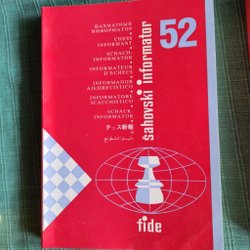 ШАХМАТНЫЙ
ИНФОРМАТОР
CHESS
INFORMANT
SCHACH-
INFORMATOR
INFORMATEUR
D'ECHECS
INFORMADOR
AJEDRECISTICO
INFORMATORE
SCACCHISTICO
SCHACK-
INFORMATOR
チェス新報
52
šahovski informator
fide